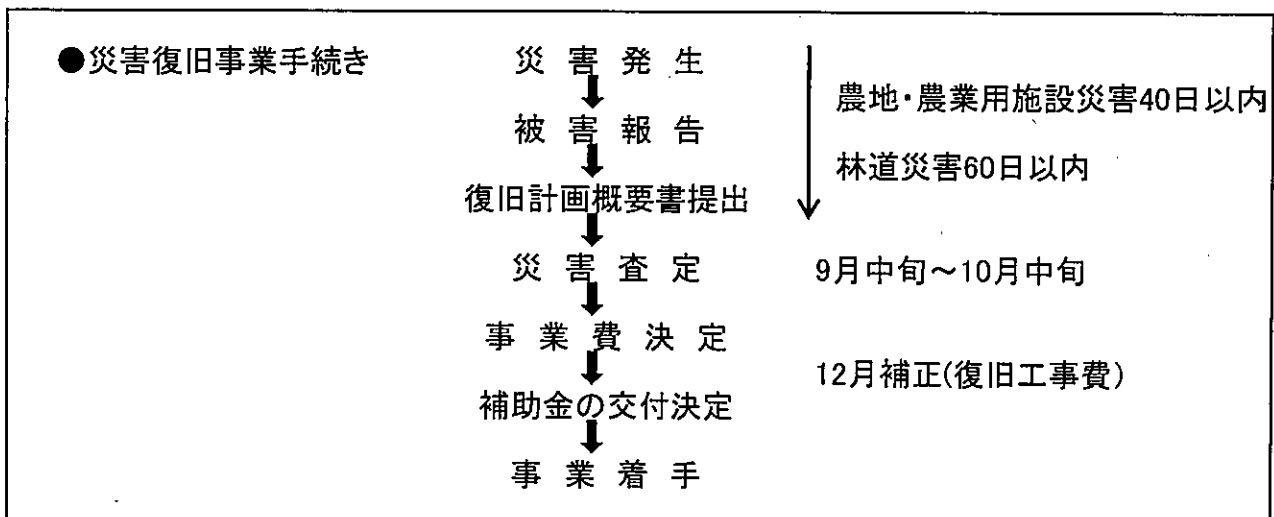 ●災害復旧事業手続き
災害発生
農地・農業用施設災害40日以内
被害報告
林道災害60日以内
復旧計画概要書提出
災害査定
9月中旬～10月中旬
事業費決定
12月補正(復旧工事費)
補助金の交付決定
事業着手